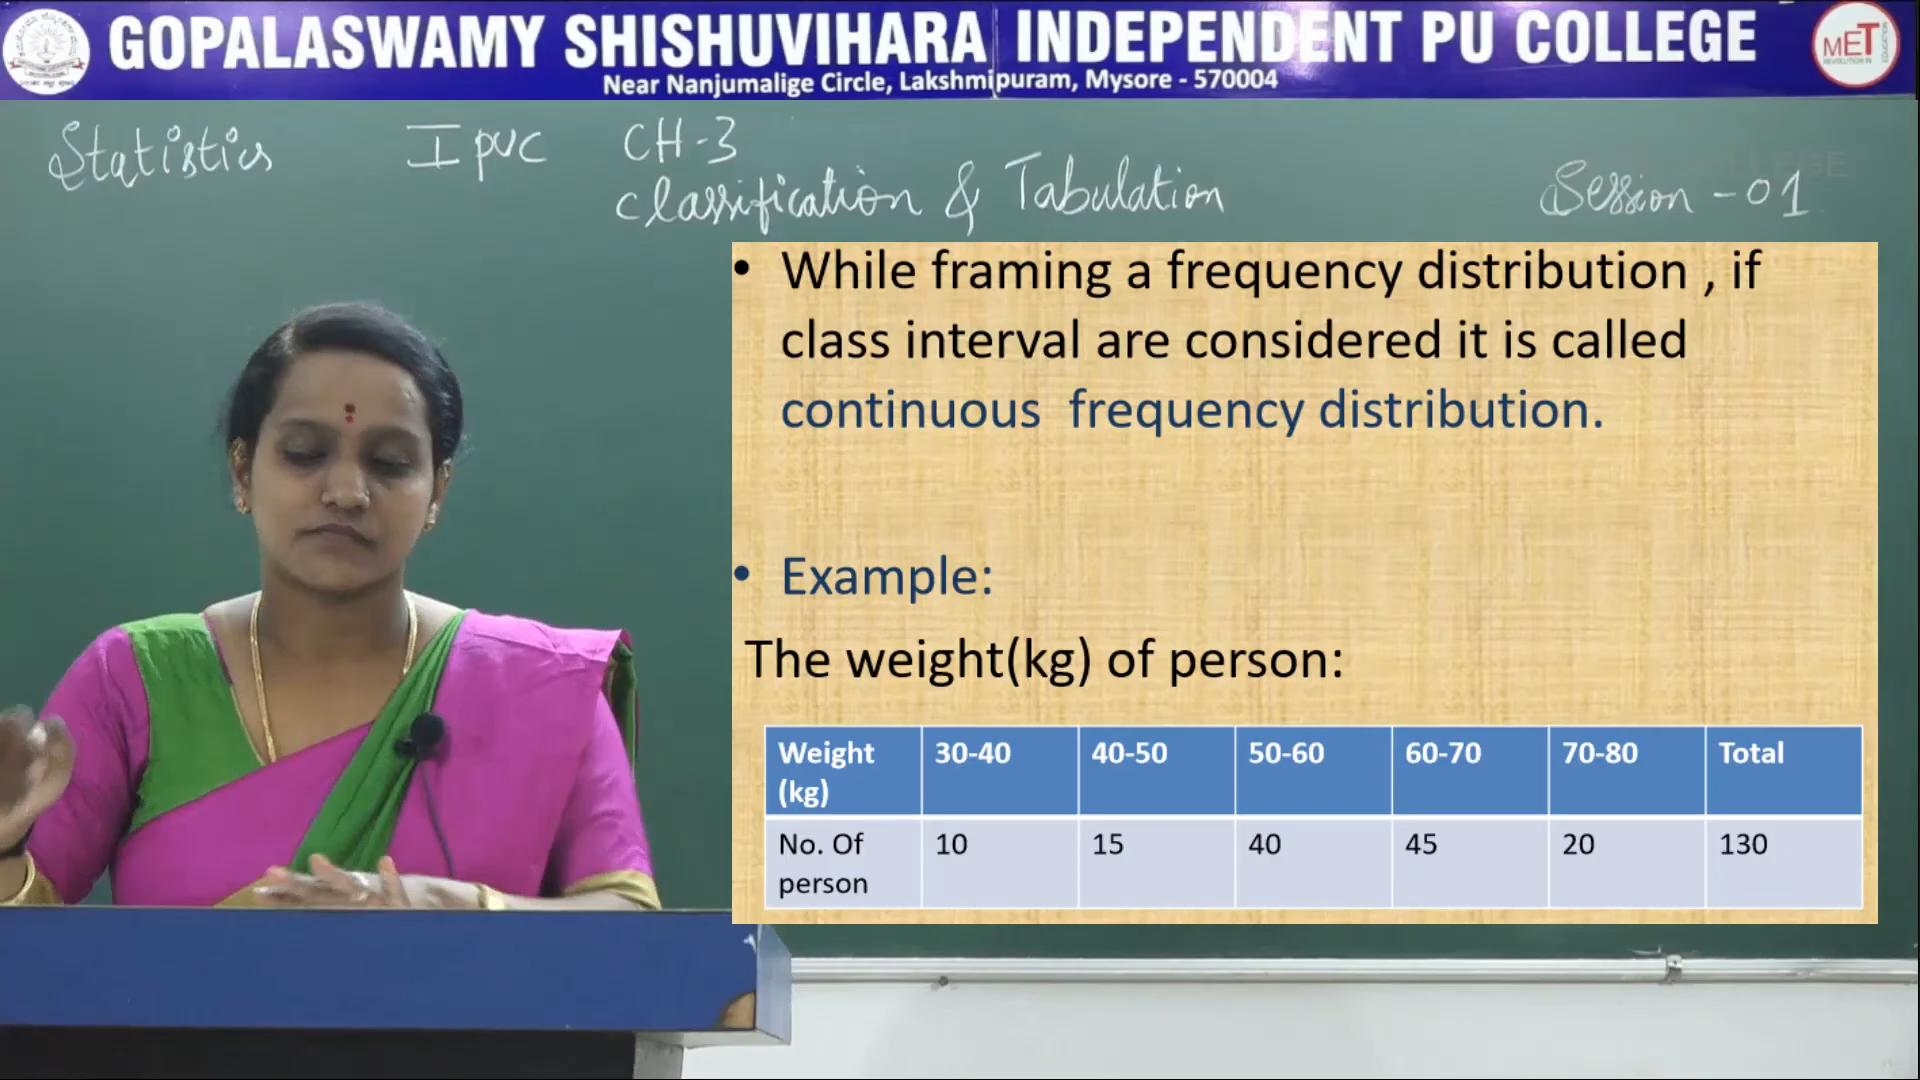 GOPALASWAMY SHISHUVIHARA INDEPENDENT PU COLLEGE
Near Nanjumalige Circle, Lakshmipuram, Mysore - 570004
MET
Statistics I PUC CH-3
Classification & Tabulation
Session - 01
• While framing a frequency distribution , if
class interval are considered it is called
continuous frequency distribution.
• Example:
The weight(kg) of person:
Weight (kg) 30-40 40-50 50-60 60-70 70-80 Total
No. Of person 10 15 40 45 20 130